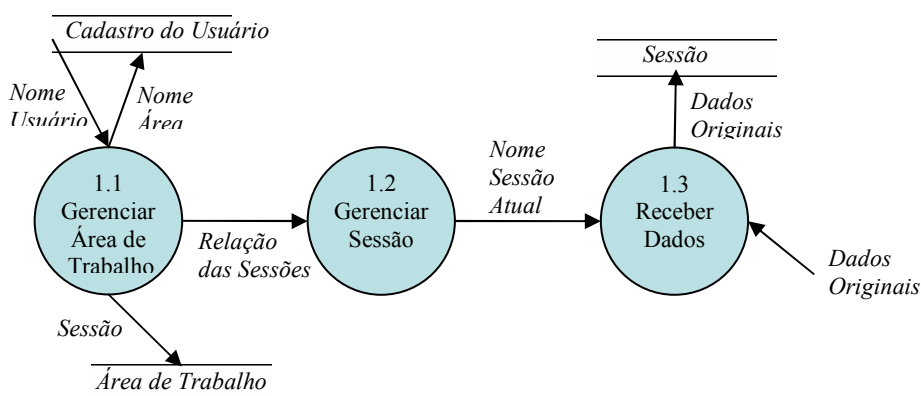 Cadastro do Usuário
Nome
Usuário
Nome
Área
Sessão
Dados
Originais
1.1
Gerenciar
Área de
Trabalho
Relação
das Sessões
1.2
Gerenciar
Sessão
Nome
Sessão
Atual
1.3
Receber
Dados
Dados
Originais
Sessão
Área de Trabalho